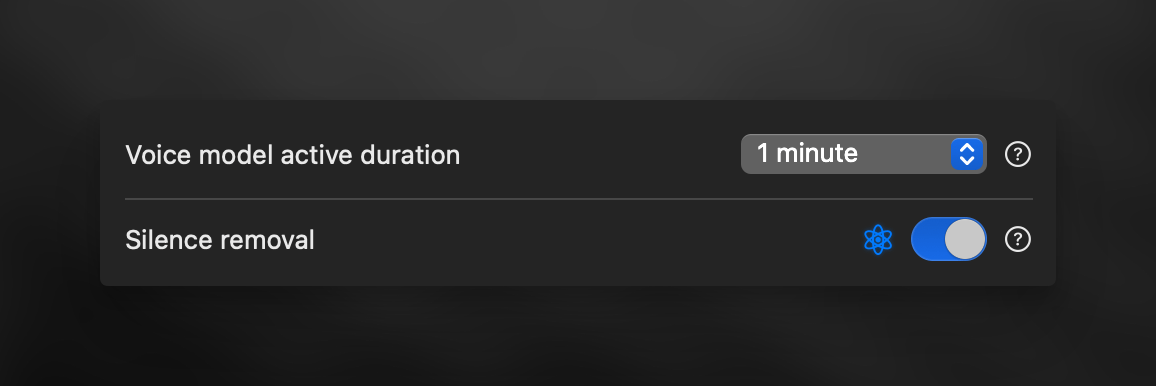 Voice model active duration
1 minute
?
Silence removal
?